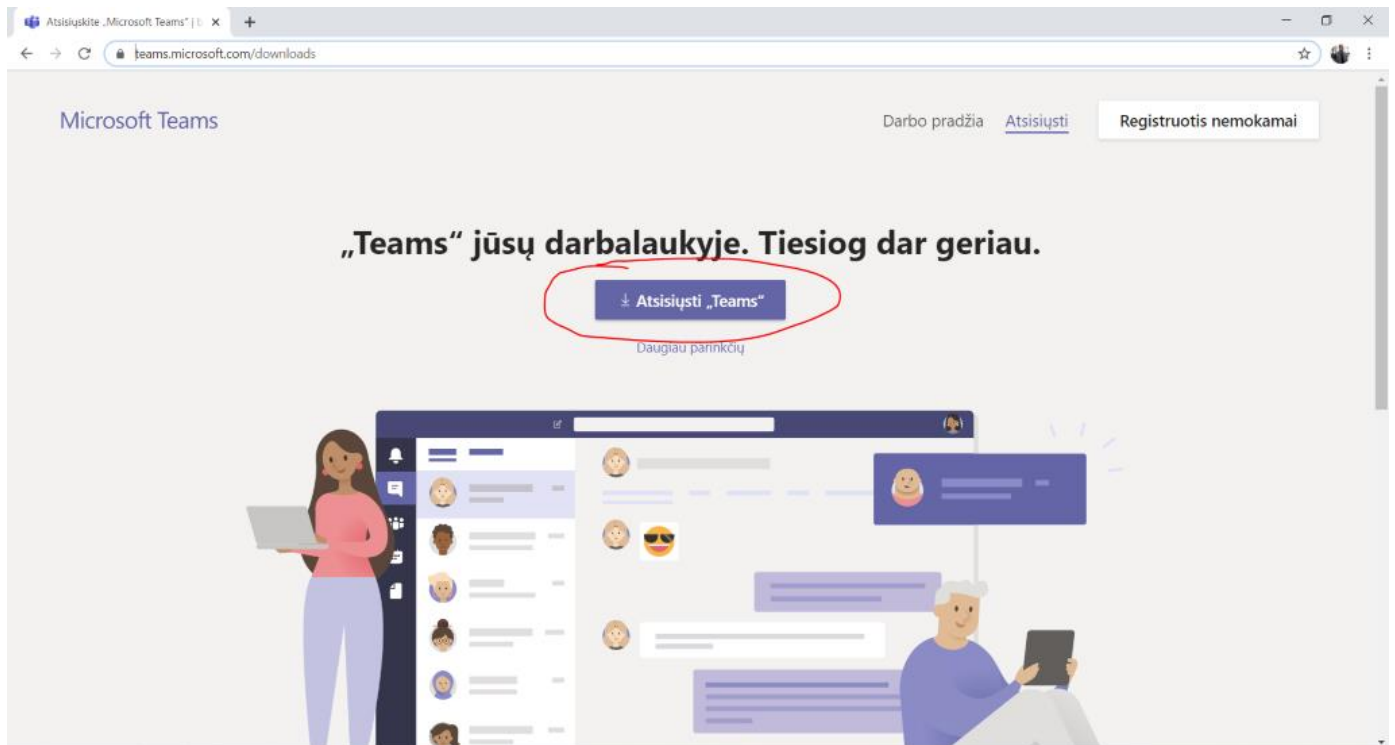 Atsisiųskite „Microsoft Teams“ | b
teams.microsoft.com/downloads
Microsoft Teams
Darbo pradžia Atsisiųsti Registruotis nemokamai
„Teams“ jūsų darbalaukyje. Tiesiog dar geriau.
Atsisiųsti „Teams“
Daugiau parinkčių